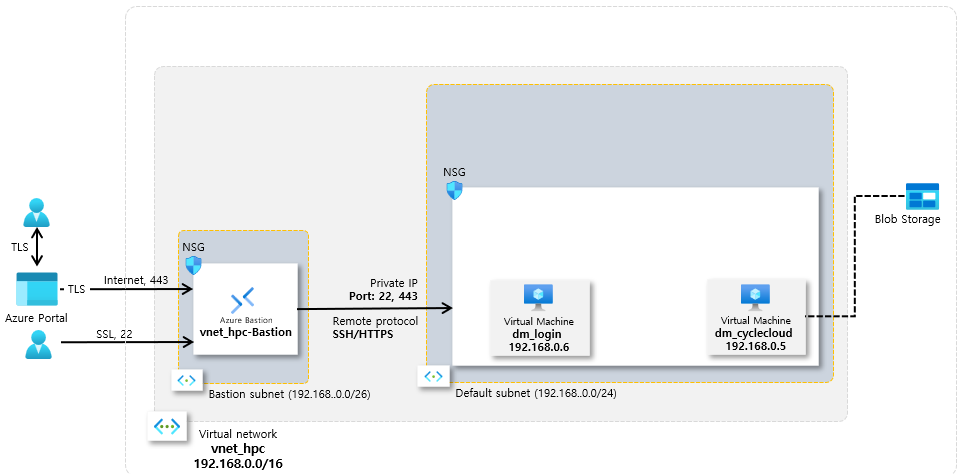 NSG
Blob Storage
TLS
NSG
Internet, 443
TLS
Azure Portal
Private IP
Port: 22, 443
Azure Bastion
vnet_hpc-Bastion
Remote protocol
SSH/HTTPS
SSL, 22
Virtual Machine
dm_login
192.168.0.6
Virtual Machine
dm_cyclecloud
192.168.0.5
Bastion subnet (192.168..0.0/26)
Default subnet (192.168..0.0/24)
Virtual network
vnet_hpc
192.168.0.0/16